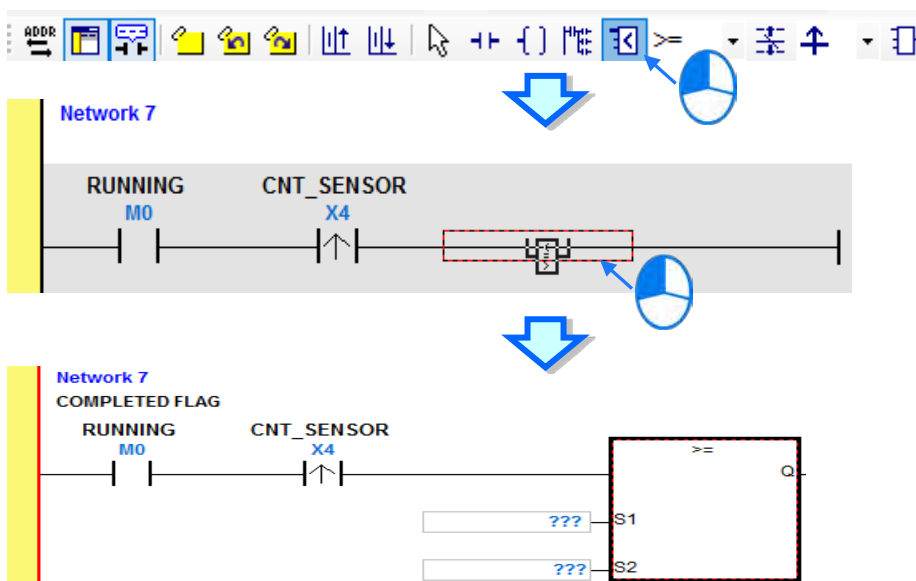 ADDR >=
Network 7
RUNNING CNT_SENSOR
M0 X4
Network 7
COMPLETED FLAG
RUNNING CNT_SENSOR
M0 X4
>=
Q
??? S1
??? S2